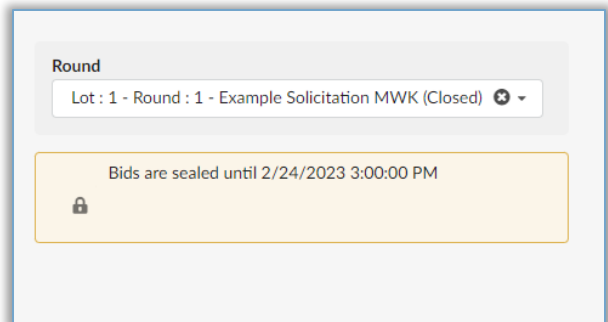 Round
Lot : 1 - Round : 1 - Example Solicitation MWK (Closed)
Bids are sealed until 2/24/2023 3:00:00 PM